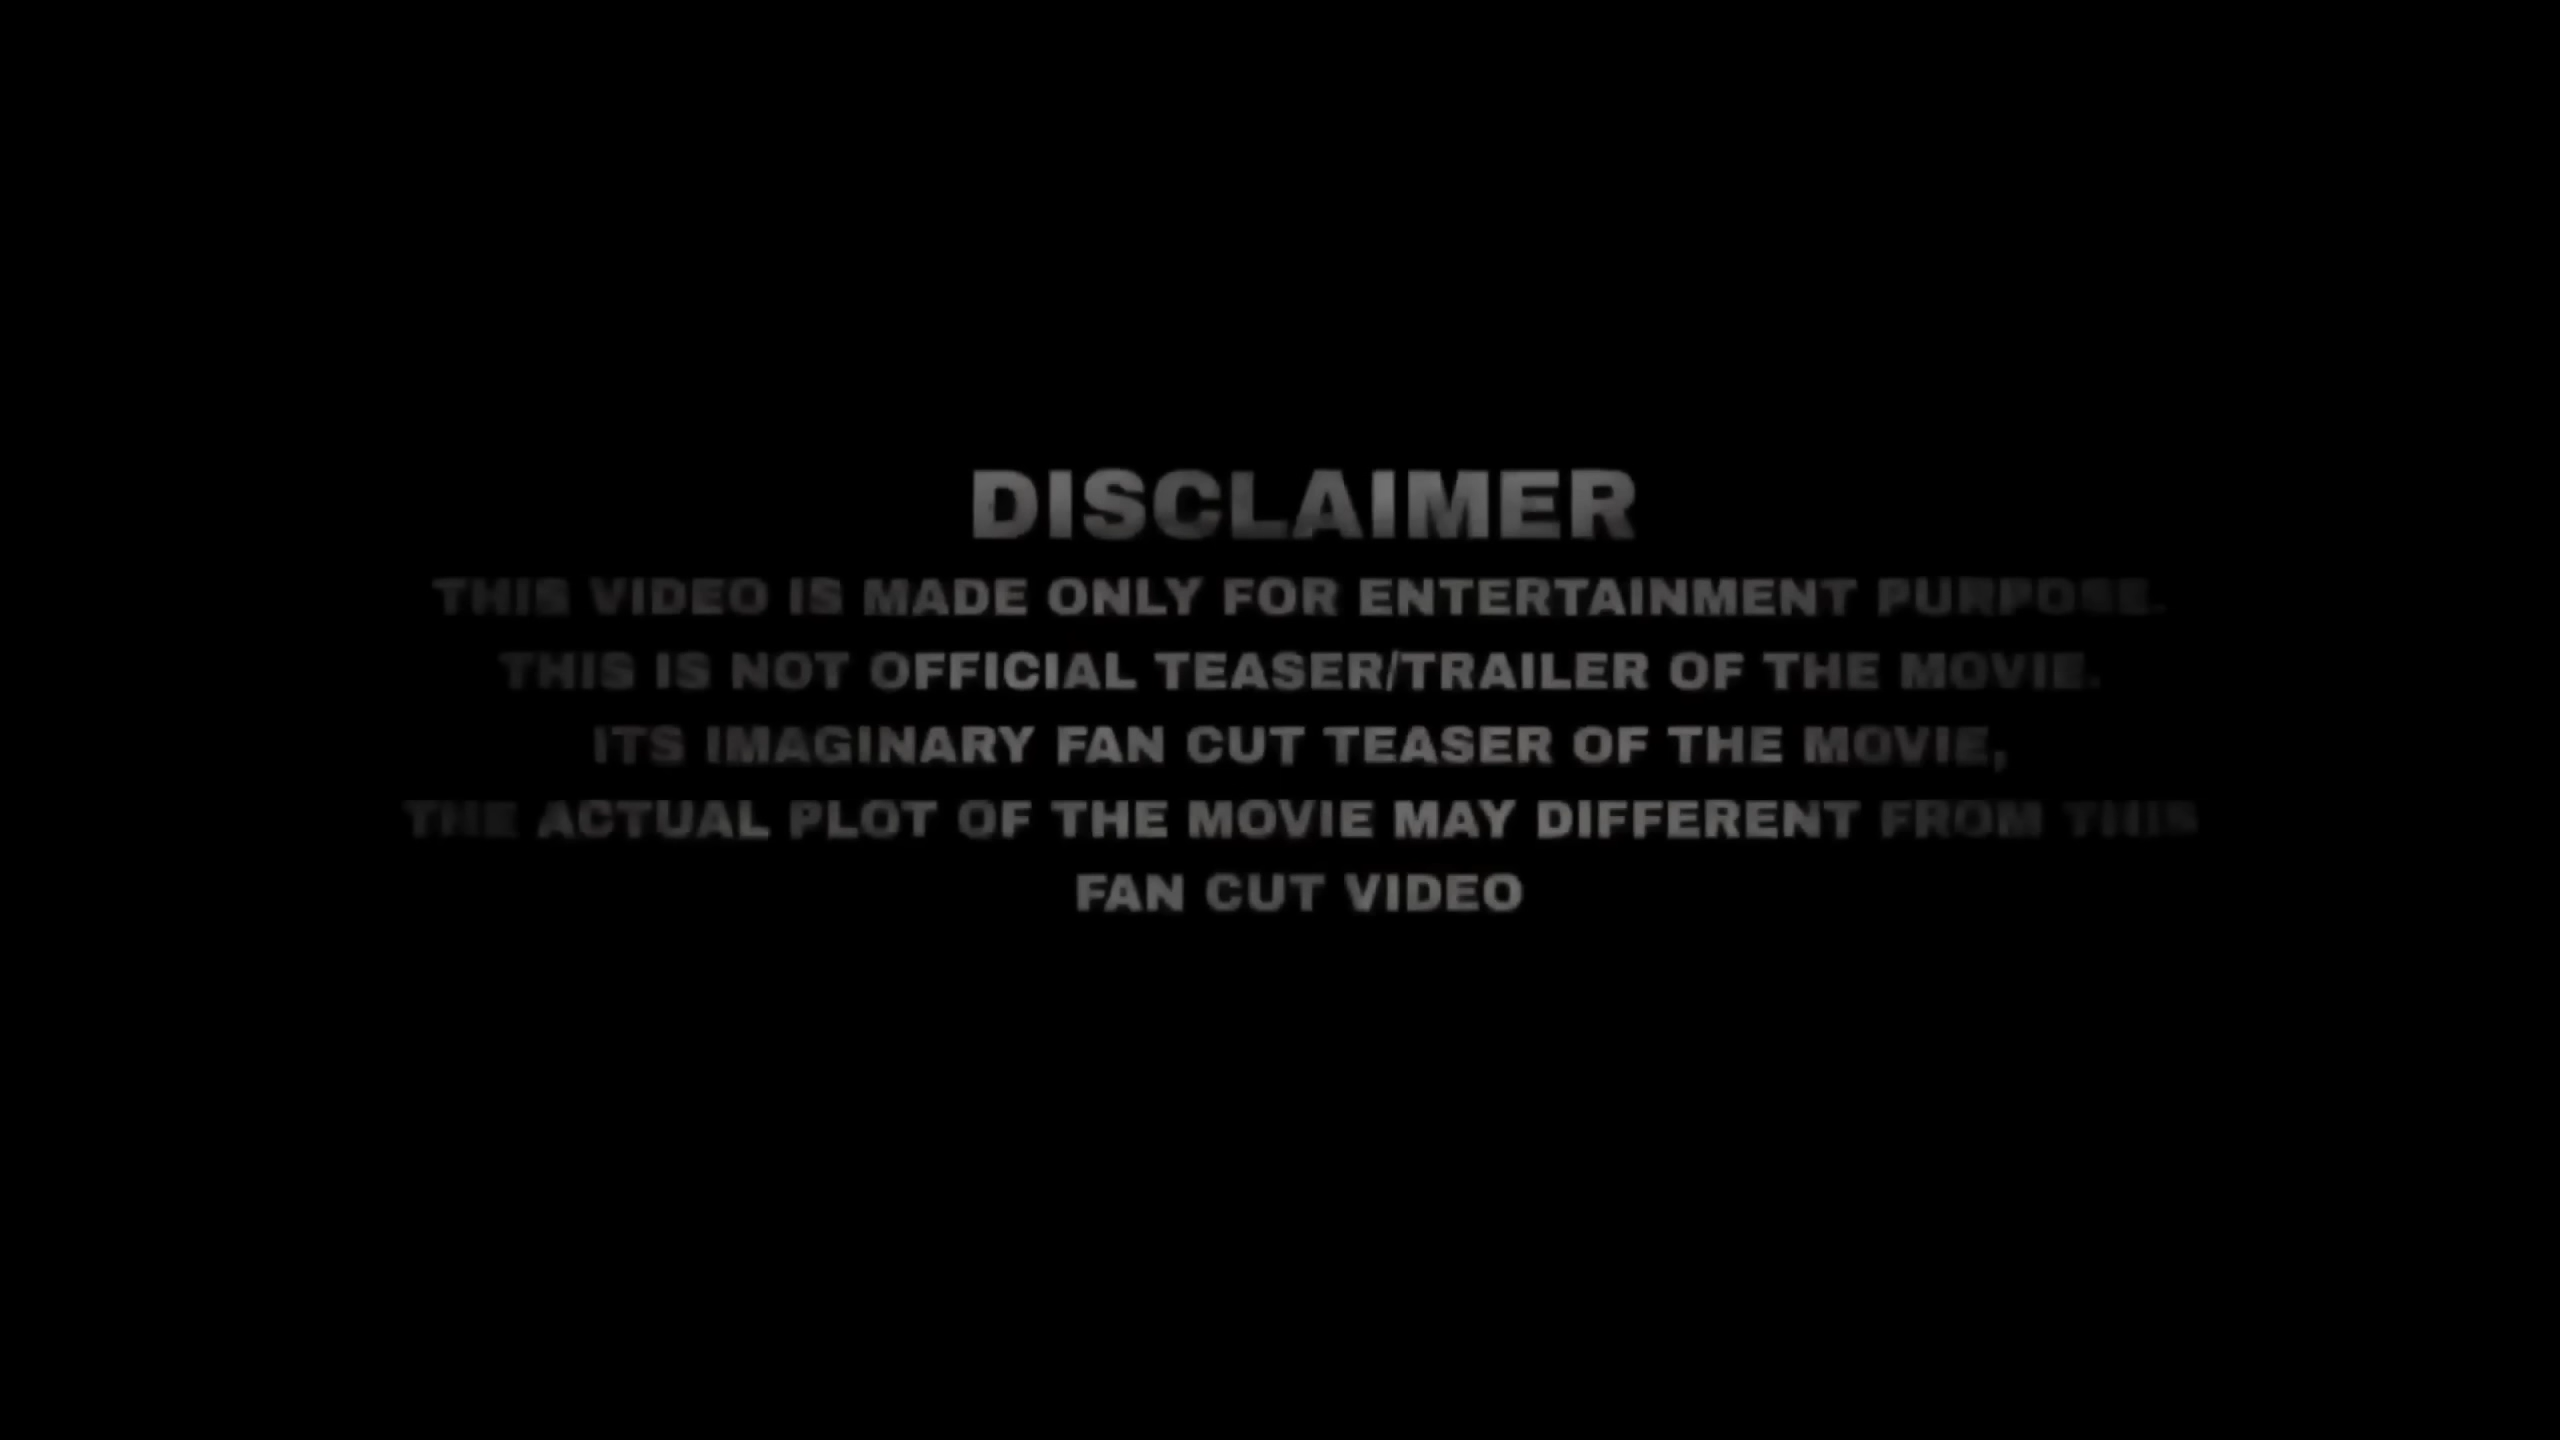 DISCLAIMER
THIS VIDEO IS MADE ONLY FOR ENTERTAINMENT PURPOSE.
THIS IS NOT OFFICIAL TEASER/TRAILER OF THE MOVIE.
ITS IMAGINARY FAN CUT TEASER OF THE MOVIE,
THE ACTUAL PLOT OF THE MOVIE MAY DIFFERENT FROM THIS
FAN CUT VIDEO